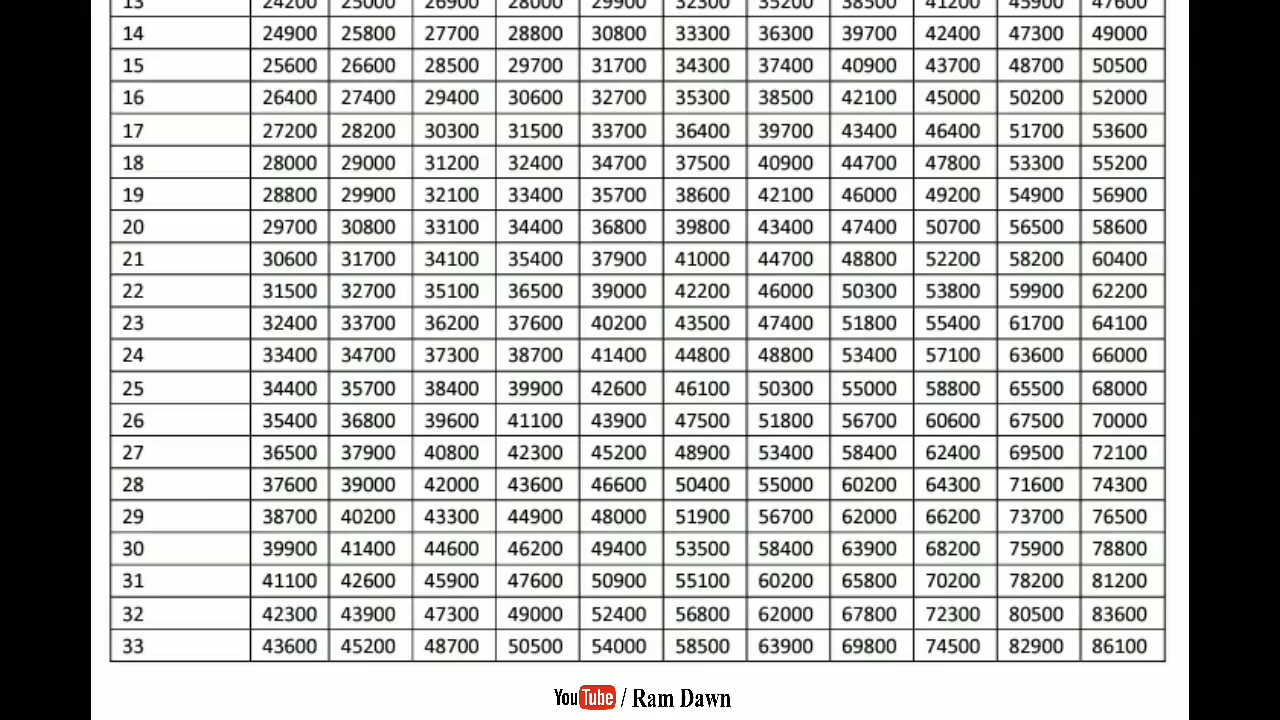 13 24200 25000 26900 28000 29900 32300 35200 38500 41200 45900 47600
14 24900 25800 27700 28800 30800 33300 36300 39700 42400 47300 49000
15 25600 26600 28500 29700 31700 34300 37400 40900 43700 48700 50500
16 26400 27400 29400 30600 32700 35300 38500 42100 45000 50200 52000
17 27200 28200 30300 31500 33700 36400 39700 43400 46400 51700 53600
18 28000 29000 31200 32400 34700 37500 40900 44700 47800 53300 55200
19 28800 29900 32100 33400 35700 38600 42100 46000 49200 54900 56900
20 29700 30800 33100 34400 36800 39800 43400 47400 50700 56500 58600
21 30600 31700 34100 35400 37900 41000 44700 48800 52200 58200 60400
22 31500 32700 35100 36500 39000 42200 46000 50300 53800 59900 62200
23 32400 33700 36200 37600 40200 43500 47400 51800 55400 61700 64100
24 33400 34700 37300 38700 41400 44800 48800 53400 57100 63600 66000
25 34400 35700 38400 39900 42600 46100 50300 55000 58800 65500 68000
26 35400 36800 39600 41100 43900 47500 51800 56700 60600 67500 70000
27 36500 37900 40800 42300 45200 48900 53400 58400 62400 69500 72100
28 37600 39000 42000 43600 46600 50400 55000 60200 64300 71600 74300
29 38700 40200 43300 44900 48000 51900 56700 62000 66200 73700 76500
30 39900 41400 44600 46200 49400 53500 58400 63900 68200 75900 78800
31 41100 42600 45900 47600 50900 55100 60200 65800 70200 78200 81200
32 42300 43900 47300 49000 52400 56800 62000 67800 72300 80500 83600
33 43600 45200 48700 50500 54000 58500 63900 69800 74500 82900 86100
YouTube / Ram Dawn